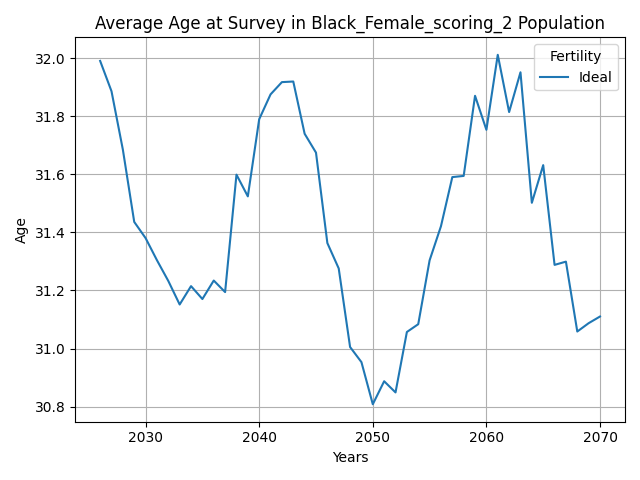 Average Age at Survey in Black_Female_scoring_2 Population
Fertility
Ideal
32.0
31.8
31.6
31.4
31.2
31.0
30.8
Age
2030 2040 2050 2060 2070
Years